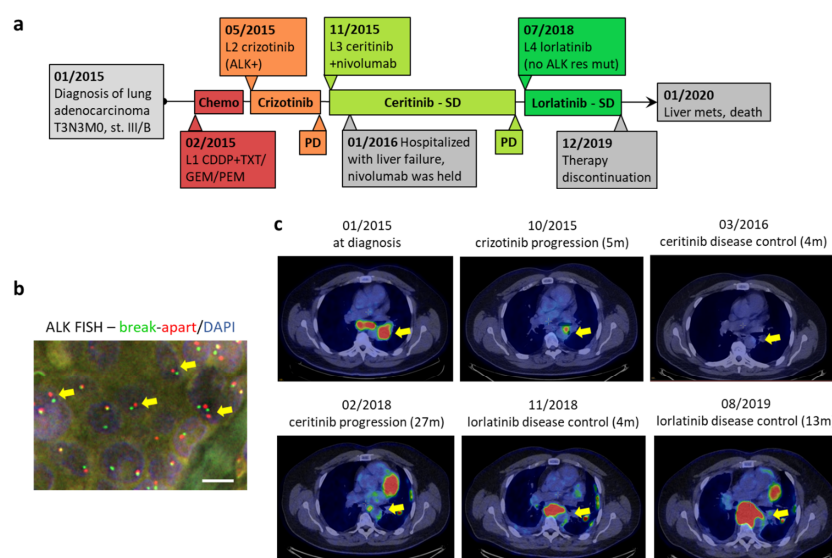 a
05/2015
L2 crizotinib
(ALK+)
11/2015
L3 ceritinib
+nivolumab
07/2018
L4 lorlatinib
(no ALK res mut)
01/2015
Diagnosis of lung
adenocarcinoma
T3N3M0, st. III/B
Chemo
Crizotinib
Ceritinib - SD
Lorlatinib - SD
01/2020
Liver mets, death
02/2015
L1 CDDP+TXT/
GEM/PEM
PD
01/2016 Hospitalized
with liver failure,
nivolumab was held
PD
12/2019
Therapy
discontinuation
b
ALK FISH – break-apart/DAPI
c
01/2015
at diagnosis
10/2015
crizotinib progression (5m)
03/2016
ceritinib disease control (4m)
02/2018
ceritinib progression (27m)
11/2018
lorlatinib disease control (4m)
08/2019
lorlatinib disease control (13m